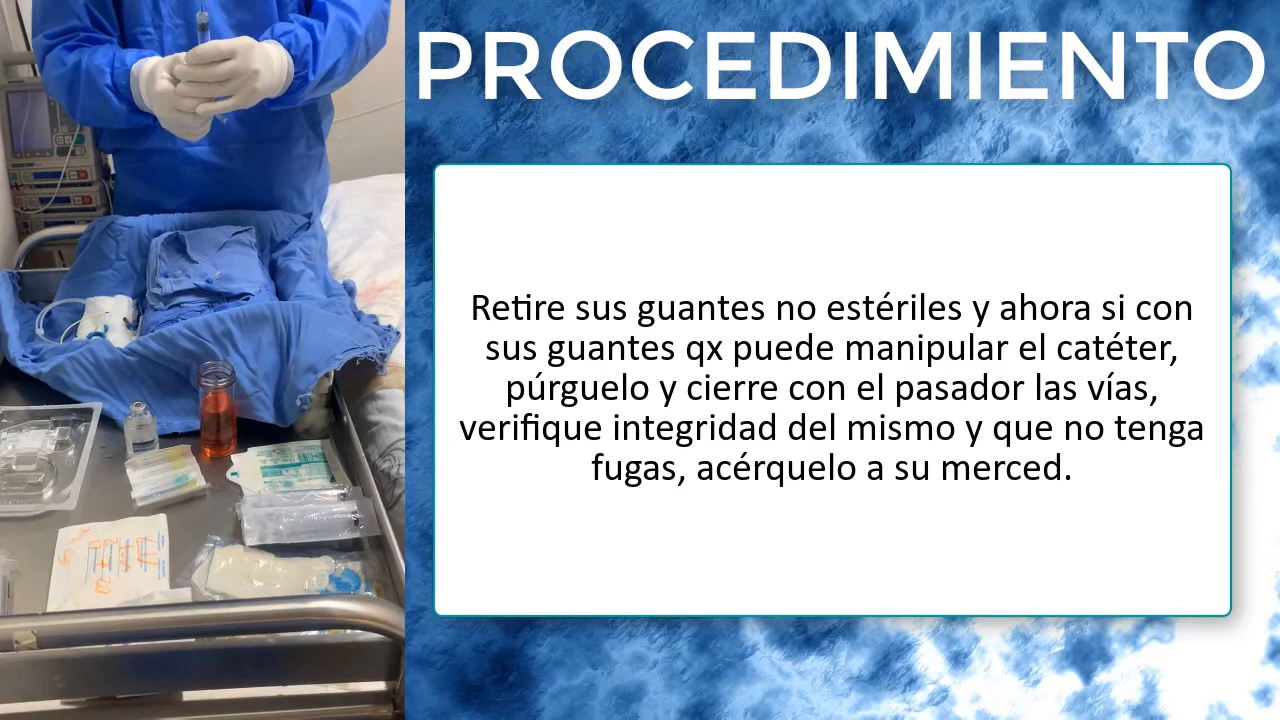 PROCEDIMIENTO
Retire sus guantes no estériles y ahora si con
sus guantes qx puede manipular el catéter,
púrguelo y cierre con el pasador las vías,
verifique integridad del mismo y que no tenga
fugas, acérquelo a su merced.